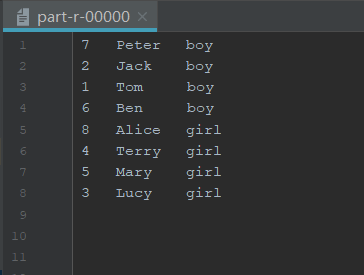 part-r-00000
1 7 Peter boy
2 2 Jack boy
3 1 Tom boy
4 6 Ben boy
5 8 Alice girl
6 4 Terry girl
7 5 Mary girl
8 3 Lucy girl
9
10
11